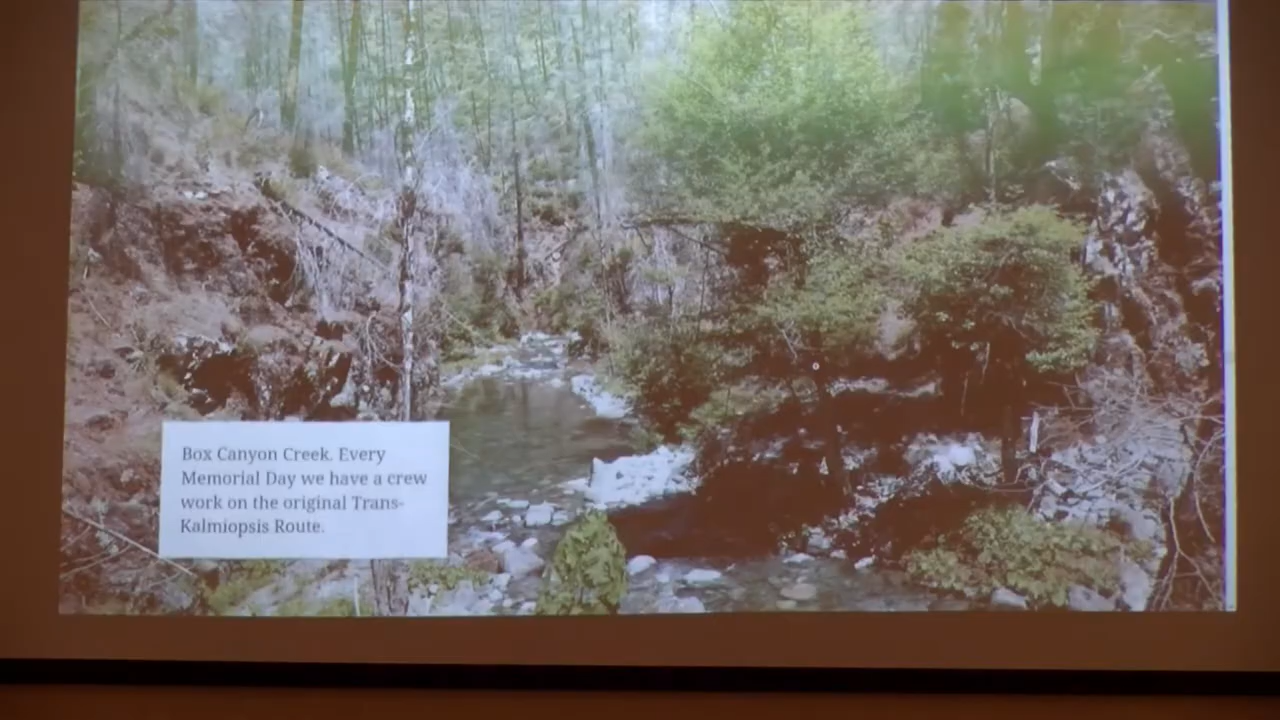 Box Canyon Creek. Every
Memorial Day we have a crew
work on the original Trans-
Kalmiopsis Route.